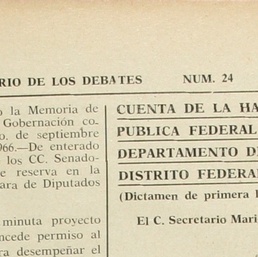 RIO DE LOS DEBATES NUM. 24
o la Memoria de
Gobernación co-
o. de septiembre
966.—De enterado
los CC. Senado-
e reserva en la
ara de Diputados
minuta proyecto
ncede permiso al
ra desempeñar el
CUENTA DE LA HA
PUBLICA FEDERAL
DEPARTAMENTO D
DISTRITO FEDERA
(Dictamen de primera l
El C. Secretario Mari